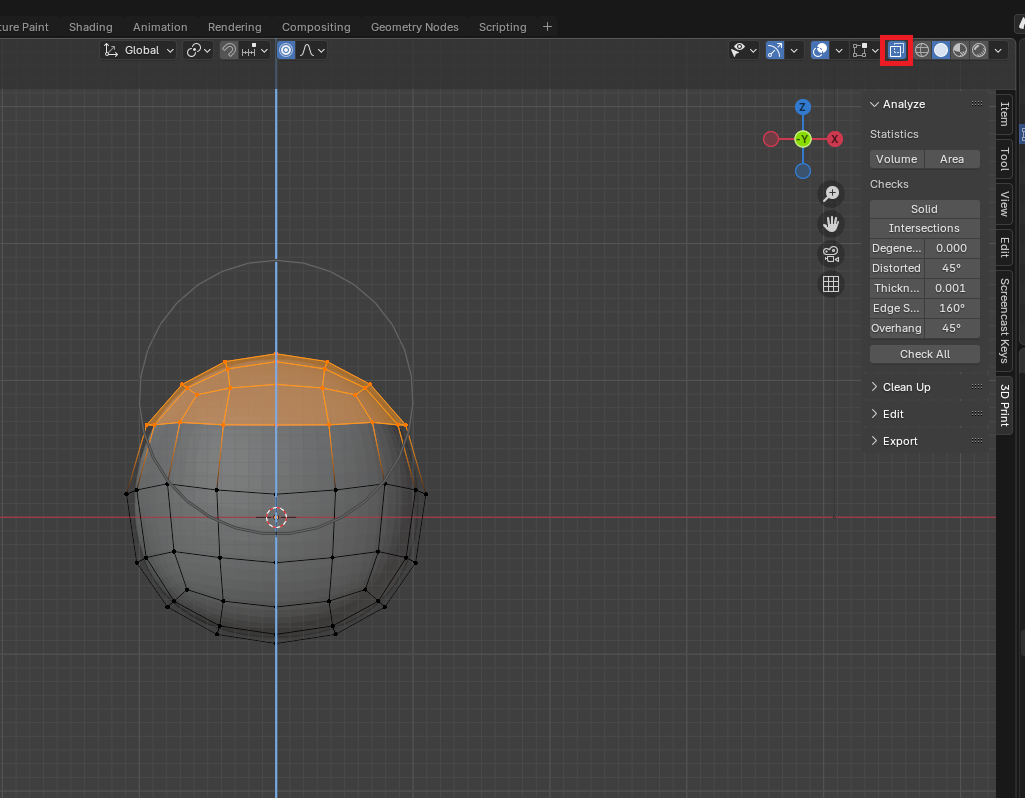 ure Paint Shading Animation Rendering Compositing Geometry Nodes Scripting +
Global
Z
-Y X
Analyze
Statistics
Volume Area
Checks
Solid
Intersections
Degene... 0.000
Distorted 45°
Thickn... 0.001
Edge S... 160°
Overhang 45°
Check All
Clean Up
Edit
Export
Item
Tool
View
Edit
Screencast Keys
3D Print